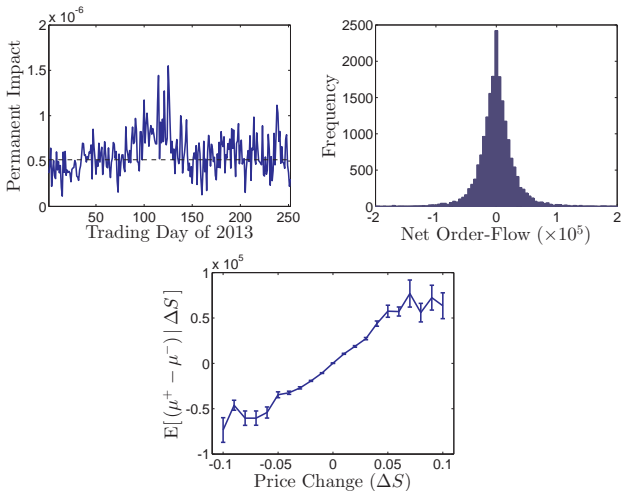 x 10^-6
2
1.5
1
0.5
0
50 100 150 200 250
Permanent Impact
Trading Day of 2013
2500
2000
1500
1000
500
0
-2 -1 0 1 2
Frequency
Net Order-Flow (×10^5)
x 10^5
1
0.5
0
-0.5
-1
-0.1 -0.05 0 0.05 0.1
E[(μ^+ − μ^−) | ΔS]
Price Change (ΔS)